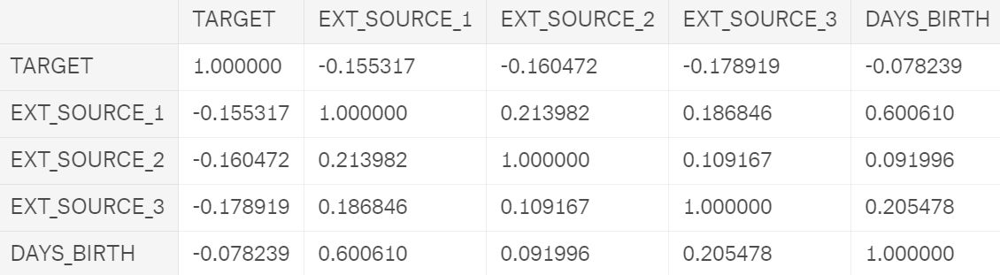 TARGET EXT_SOURCE_1 EXT_SOURCE_2 EXT_SOURCE_3 DAYS_BIRTH
TARGET 1.000000 -0.155317 -0.160472 -0.178919 -0.078239
EXT_SOURCE_1 -0.155317 1.000000 0.213982 0.186846 0.600610
EXT_SOURCE_2 -0.160472 0.213982 1.000000 0.109167 0.091996
EXT_SOURCE_3 -0.178919 0.186846 0.109167 1.000000 0.205478
DAYS_BIRTH -0.078239 0.600610 0.091996 0.205478 1.000000